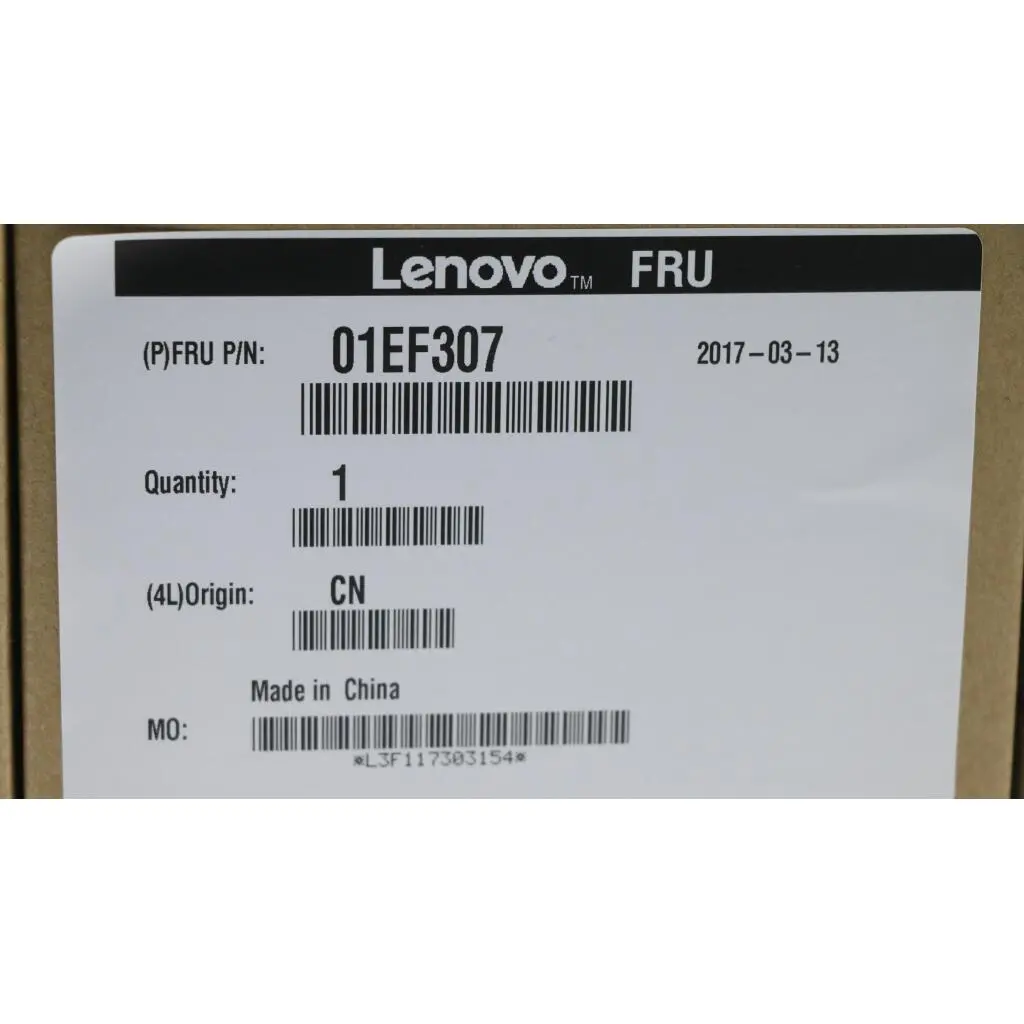 Lenovo™ FRU
(P)FRU P/N: 01EF307 2017-03-13
Quantity: 1
(4L)Origin: CN
Made in China
MO:
*L3F117303154*